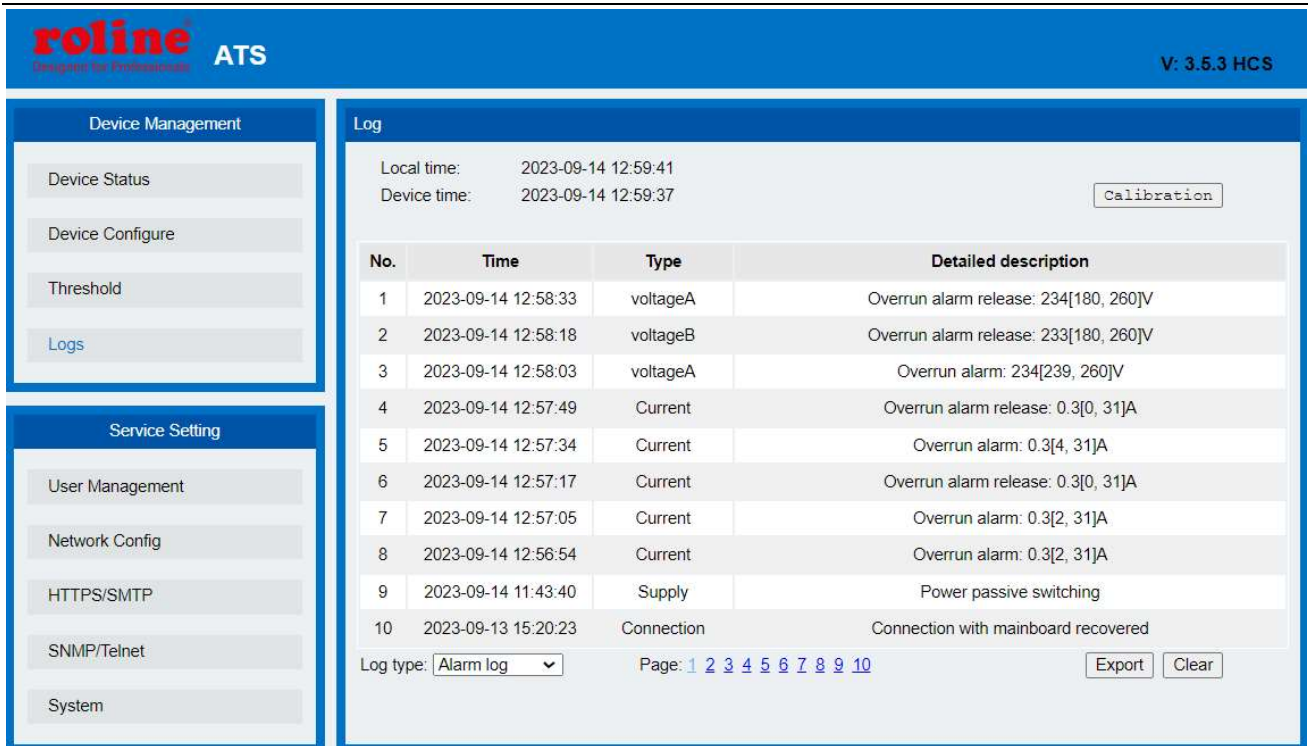 roline
Designed for Professionals
ATS
V: 3.5.3 HCS
Device Management
Device Status
Device Configure
Threshold
Logs
Service Setting
User Management
Network Config
HTTPS/SMTP
SNMP/Telnet
System
Log
Local time: 2023-09-14 12:59:41
Device time: 2023-09-14 12:59:37
Calibration
No. Time Type Detailed description
1 2023-09-14 12:58:33 voltageA Overrun alarm release: 234[180, 260]V
2 2023-09-14 12:58:18 voltageB Overrun alarm release: 233[180, 260]V
3 2023-09-14 12:58:03 voltageA Overrun alarm: 234[239, 260]V
4 2023-09-14 12:57:49 Current Overrun alarm release: 0.3[0, 31]A
5 2023-09-14 12:57:34 Current Overrun alarm: 0.3[4, 31]A
6 2023-09-14 12:57:17 Current Overrun alarm release: 0.3[0, 31]A
7 2023-09-14 12:57:05 Current Overrun alarm: 0.3[2, 31]A
8 2023-09-14 12:56:54 Current Overrun alarm: 0.3[2, 31]A
9 2023-09-14 11:43:40 Supply Power passive switching
10 2023-09-13 15:20:23 Connection Connection with mainboard recovered
Log type: Alarm log Page: 1 2 3 4 5 6 7 8 9 10 Export Clear